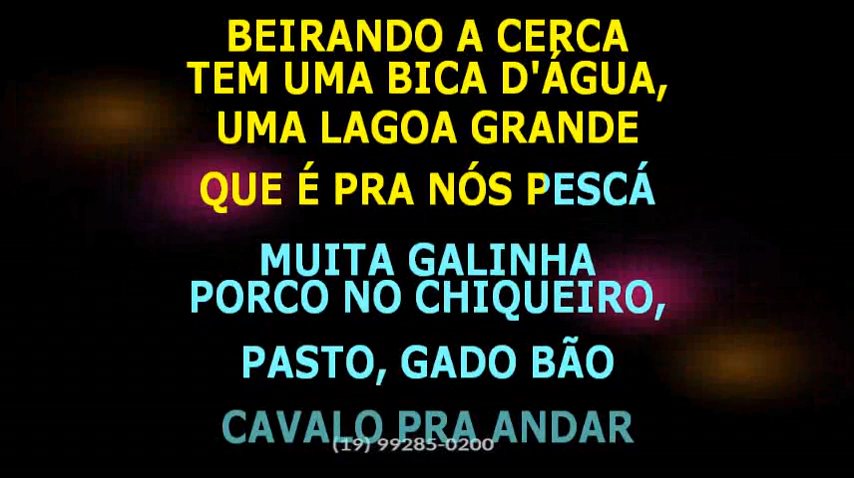 BEIRANDO A CERCA
TEM UMA BICA D'ÁGUA,
UMA LAGOA GRANDE
QUE É PRA NÓS PESCÁ
MUITA GALINHA
PORCO NO CHIQUEIRO,
PASTO, GADO BÃO
CAVALO PRA ANDAR
(19) 99285-0200